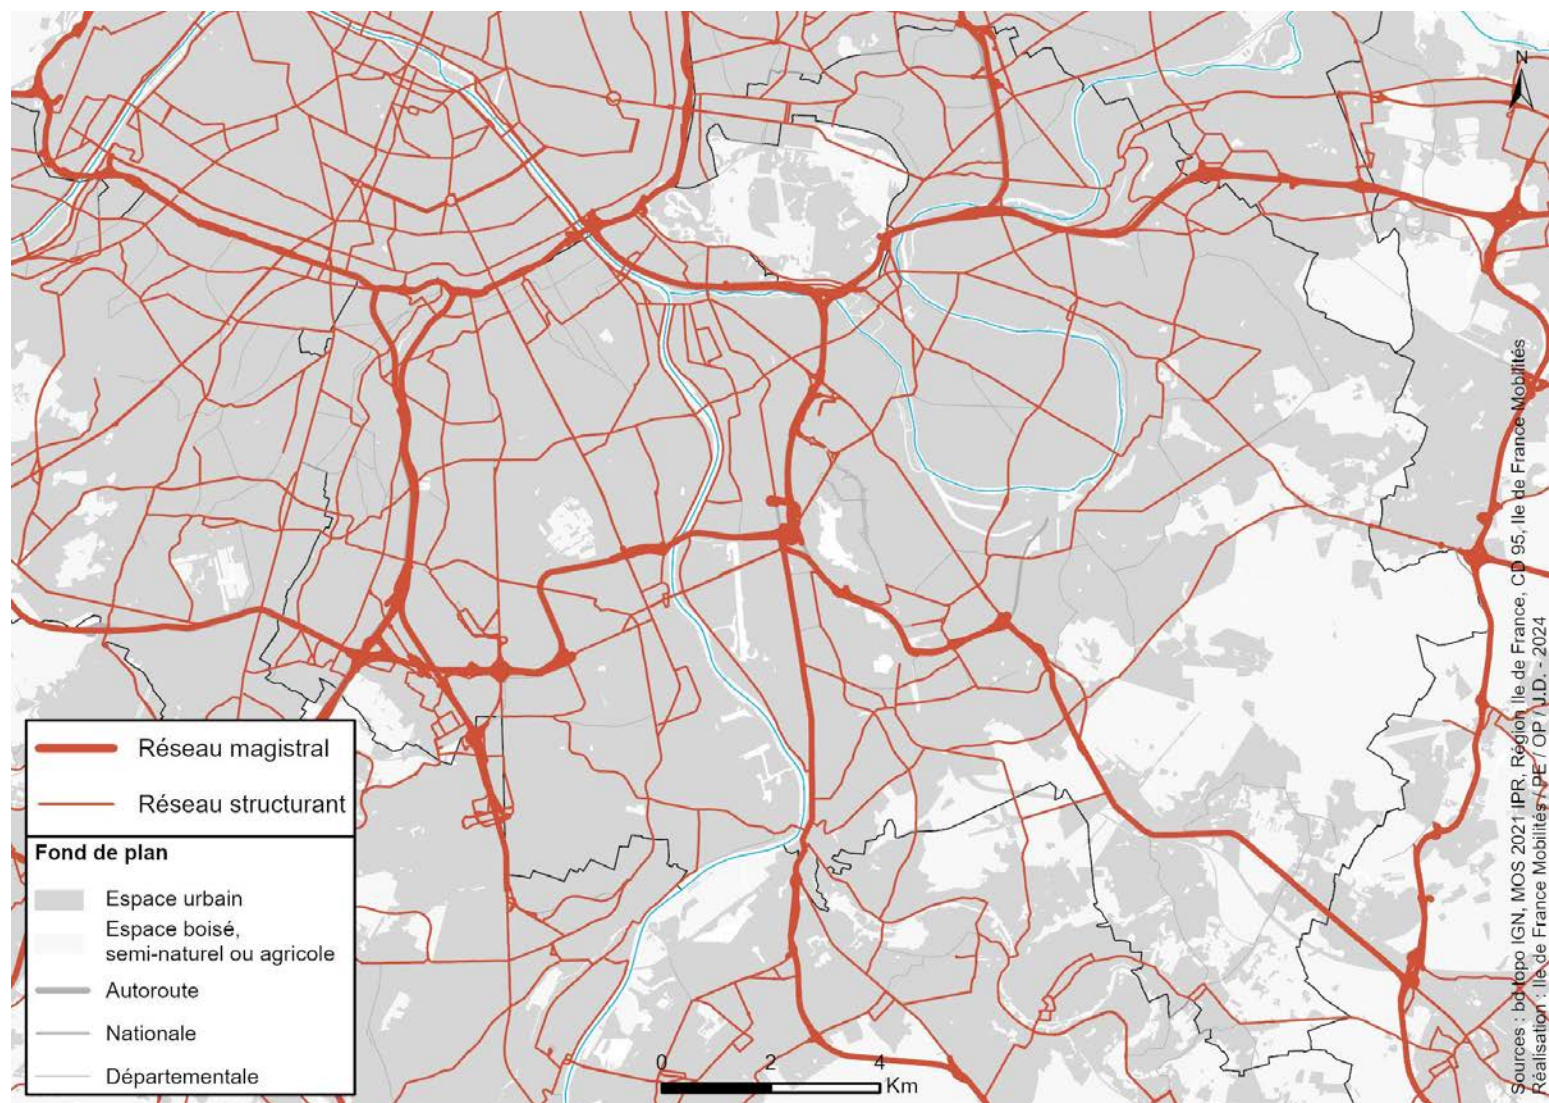 N
Réseau magistral
Réseau structurant
Fond de plan
Espace urbain
Espace boisé,
semi-naturel ou agricole
Autoroute
Nationale
Départementale
0 2 4
Km
Sources : bd topo IGN, MOS 2021 IPR, Région Ile de France, CD 95, Ile de France Mobilités
Réalisation : Ile de France Mobilités / PE / OP / J.D. - 2024